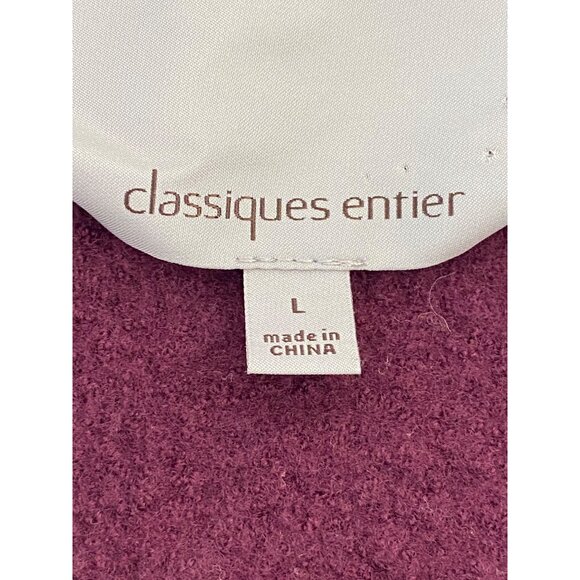 classiques entier
L
made in
CHINA